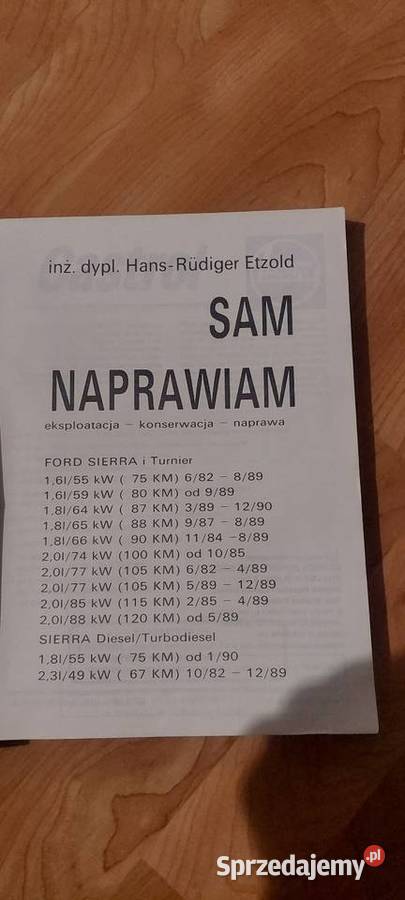 inż. dypl. Hans-Rüdiger Etzold
SAM
NAPRAWIAM
eksploatacja – konserwacja – naprawa
FORD SIERRA i Turnier
1,6l/55 kW ( 75 KM) 6/82 – 8/89
1,6l/59 kW ( 80 KM) od 9/89
1,8l/64 kW ( 87 KM) 3/89 – 12/90
1,8l/65 kW ( 88 KM) 9/87 – 8/89
1,8l/66 kW ( 90 KM) 11/84 –8/89
2,0l/74 kW (100 KM) od 10/85
2,0l/77 kW (105 KM) 6/82 – 4/89
2,0l/77 kW (105 KM) 5/89 – 12/89
2,0l/85 kW (115 KM) 2/85 – 4/89
2,0l/88 kW (120 KM) od 5/89
SIERRA Diesel/Turbodiesel
1,8l/55 kW ( 75 KM) od 1/90
2,3l/49 kW ( 67 KM) 10/82 – 12/89
Sprzedajemy.pl